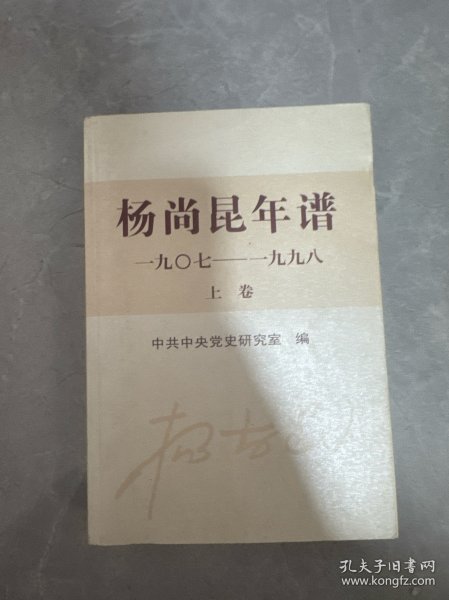 杨尚昆年谱
一九〇七——一九九八
上 卷
中共中央党史研究室 编
孔夫子旧书网
www.kongfz.com